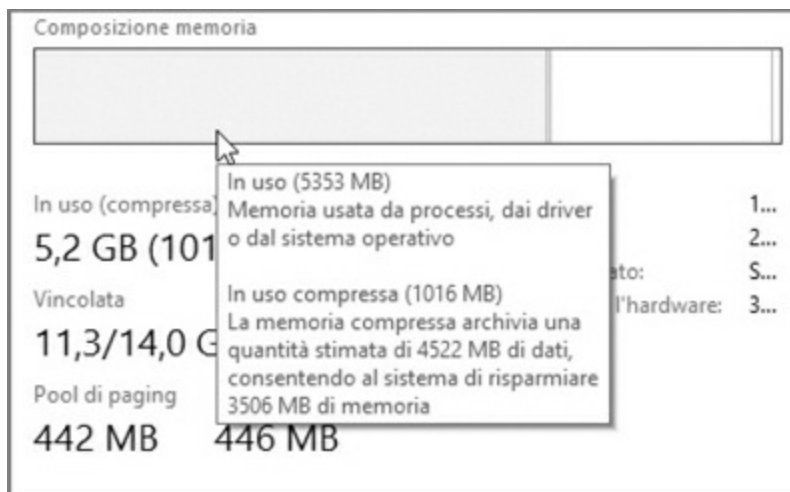 Composizione memoria
In uso (5353 MB)
Memoria usata da processi, dai driver
o dal sistema operativo
In uso compressa (1016 MB)
La memoria compressa archivia una
quantità stimata di 4522 MB di dati,
consentendo al sistema di risparmiare
3506 MB di memoria
In uso (compressa)
5,2 GB (101
Vincolata
11,3/14,0 G
Pool di paging
442 MB 446 MB
1...
2...
ato: S...
l'hardware: 3...